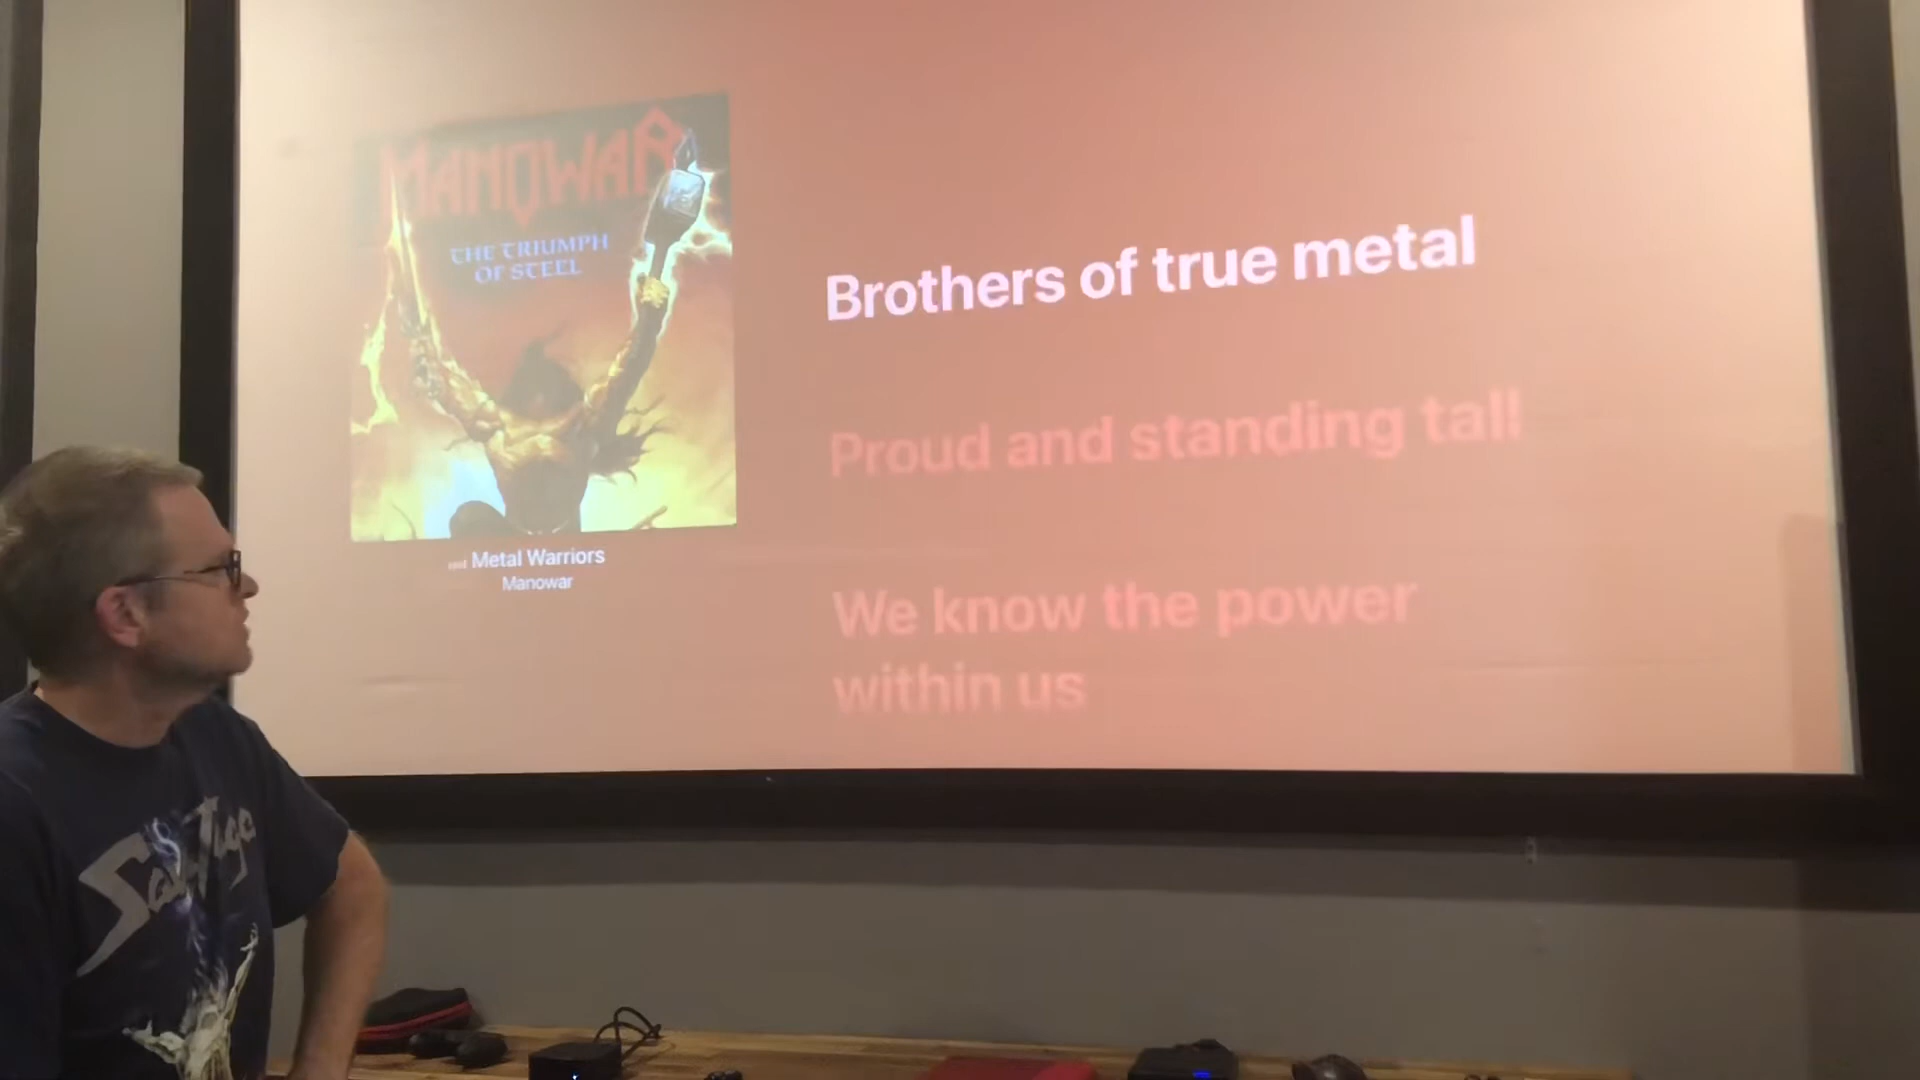 MANOWAR
THE TRIUMPH
OF STEEL
Metal Warriors
Manowar
Brothers of true metal
Proud and standing tall
We know the power
within us
Savatage